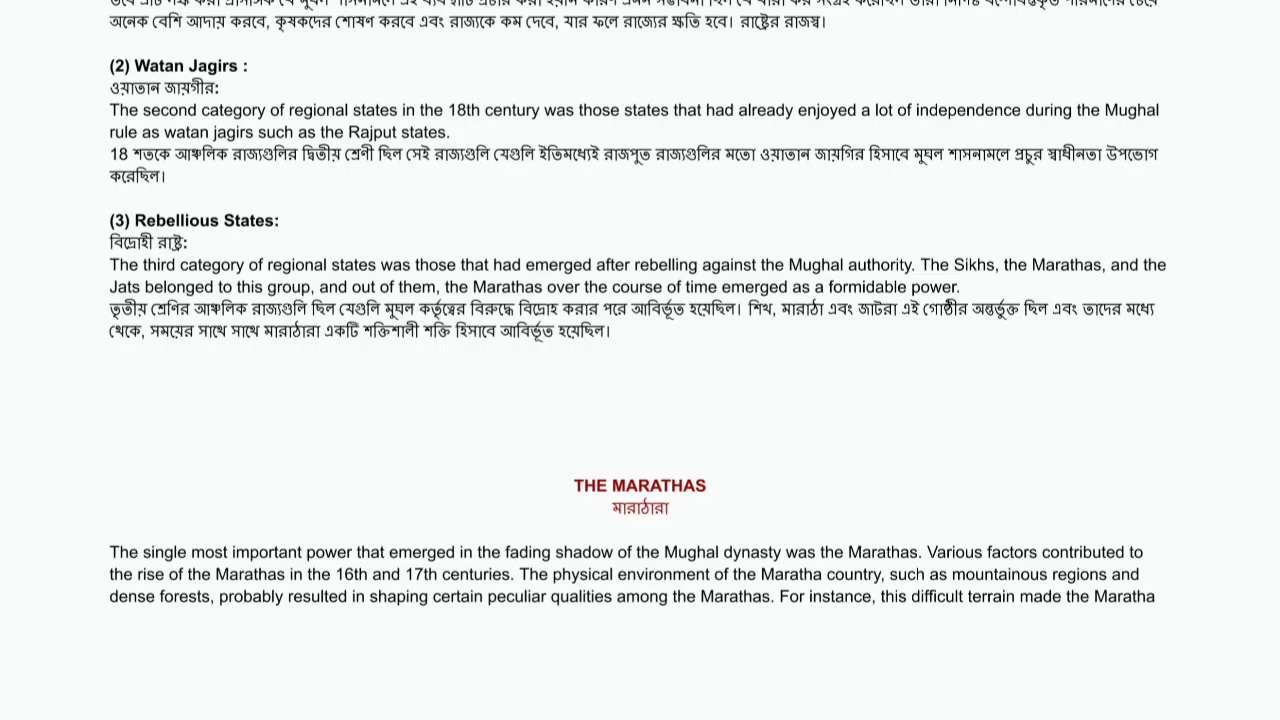 অনেক বেশি আদায় করবে, কৃষকদের শোষণ করবে এবং রাজ্যকে কম দেবে, যার ফলে রাজ্যের ক্ষতি হবে। রাষ্ট্রের রাজস্ব।
(2) Watan Jagirs :
ওয়াতান জায়গীর:
The second category of regional states in the 18th century was those states that had already enjoyed a lot of independence during the Mughal
rule as watan jagirs such as the Rajput states.
18 শতকে আঞ্চলিক রাজ্যগুলির দ্বিতীয় শ্রেণী ছিল সেই রাজ্যগুলি যেগুলি ইতিমধ্যেই রাজপুত রাজ্যগুলির মতো ওয়াতান জায়গির হিসাবে মুঘল শাসনামলে প্রচুর স্বাধীনতা উপভোগ
করেছিল।
(3) Rebellious States:
বিদ্রোহী রাষ্ট্র:
The third category of regional states was those that had emerged after rebelling against the Mughal authority. The Sikhs, the Marathas, and the
Jats belonged to this group, and out of them, the Marathas over the course of time emerged as a formidable power.
তৃতীয় শ্রেণির আঞ্চলিক রাজ্যগুলি ছিল যেগুলি মুঘল কর্তৃত্বের বিরুদ্ধে বিদ্রোহ করার পরে আবির্ভূত হয়েছিল। শিখ, মারাঠা এবং জাটরা এই গোষ্ঠীর অন্তর্ভুক্ত ছিল এবং তাদের মধ্যে
থেকে, সময়ের সাথে সাথে মারাঠারা একটি শক্তিশালী শক্তি হিসাবে আবির্ভূত হয়েছিল।
THE MARATHAS
মারাঠারা
The single most important power that emerged in the fading shadow of the Mughal dynasty was the Marathas. Various factors contributed to
the rise of the Marathas in the 16th and 17th centuries. The physical environment of the Maratha country, such as mountainous regions and
dense forests, probably resulted in shaping certain peculiar qualities among the Marathas. For instance, this difficult terrain made the Maratha